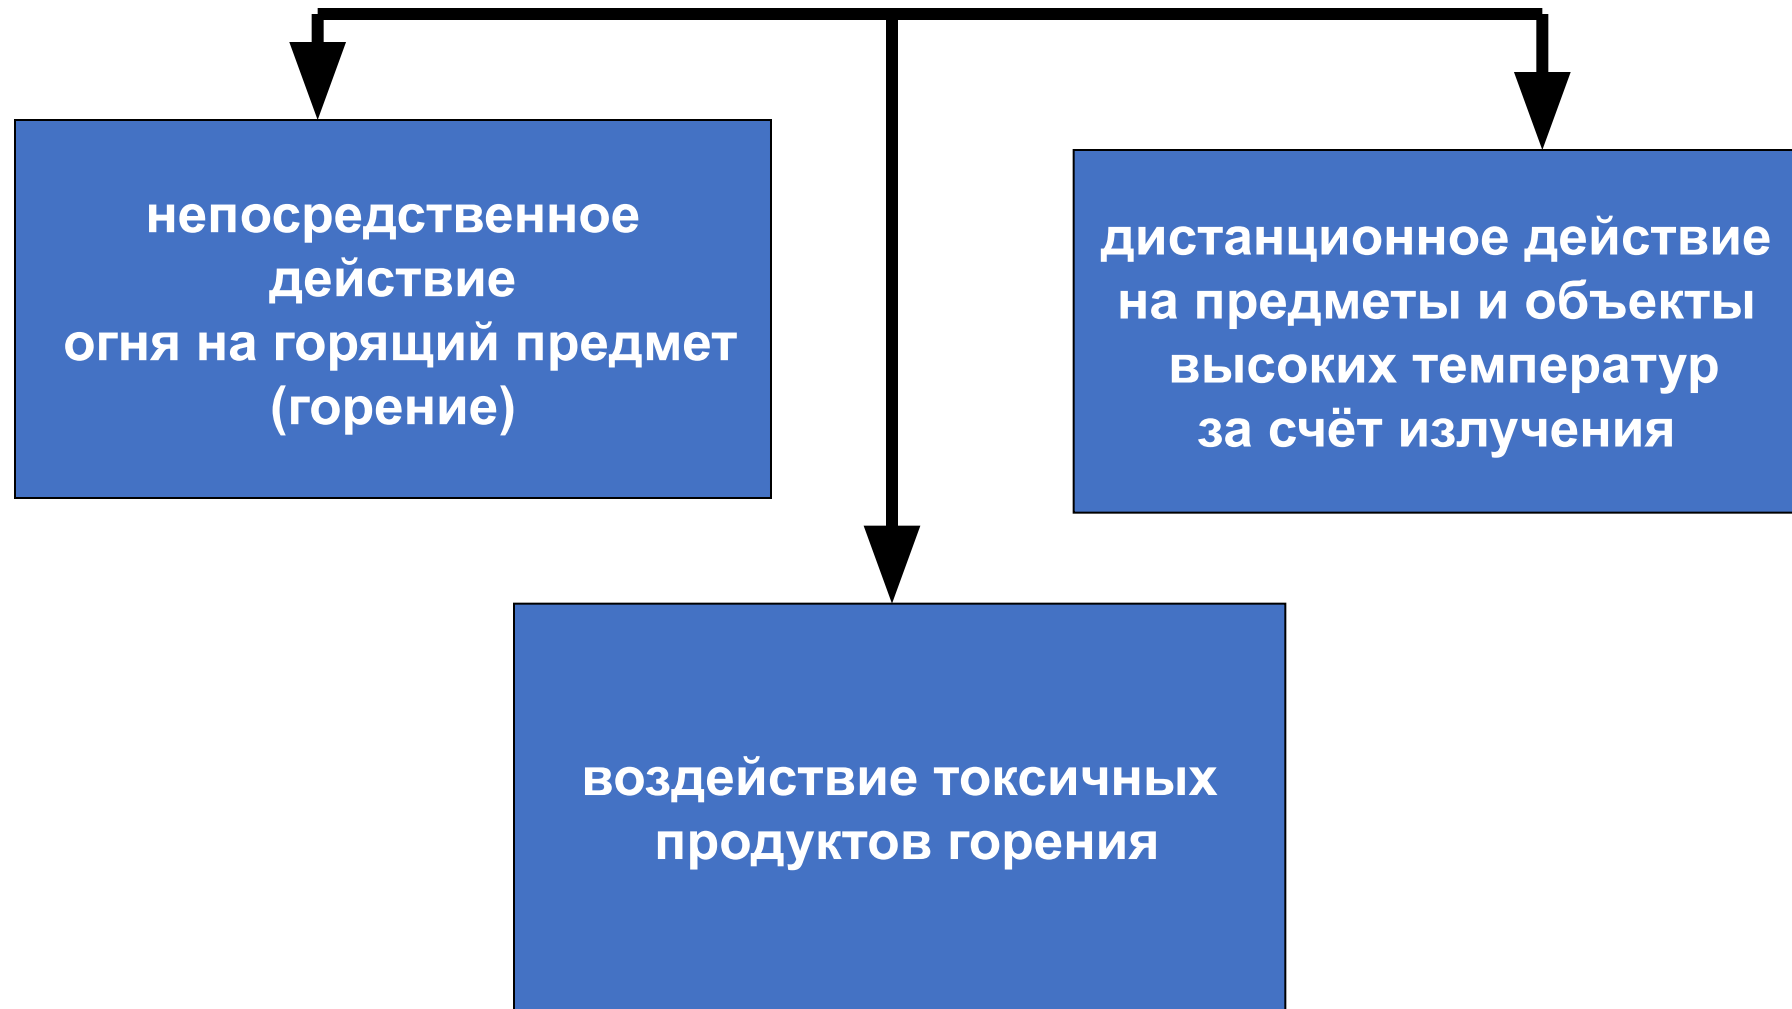 непосредственное
действие
огня на горящий предмет
(горение)
дистанционное действие
на предметы и объекты
высоких температур
за счёт излучения
воздействие токсичных
продуктов горения